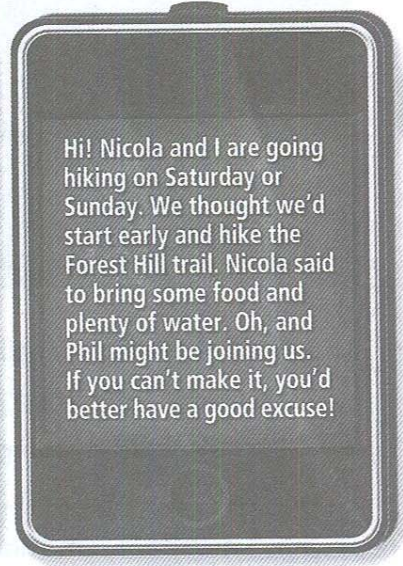 Hi! Nicola and I are going
hiking on Saturday or
Sunday. We thought we'd
start early and hike the
Forest Hill trail. Nicola said
to bring some food and
plenty of water. Oh, and
Phil might be joining us.
If you can't make it, you'd
better have a good excuse!